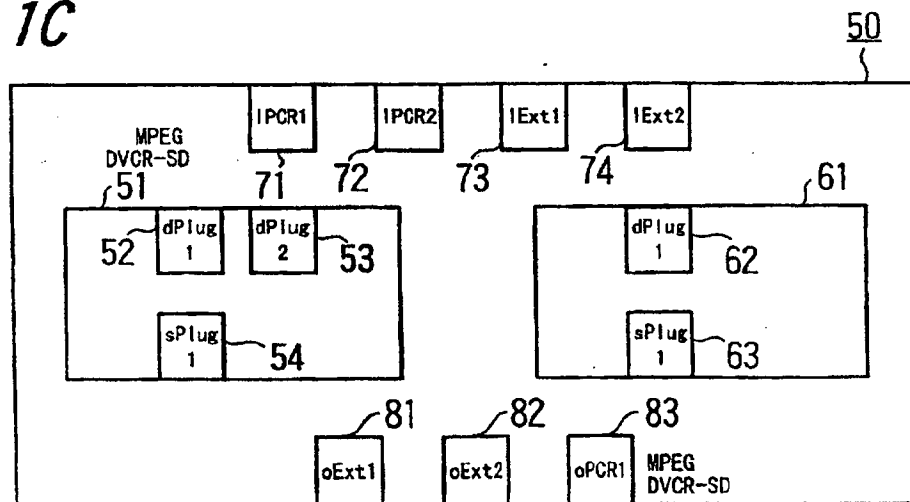 1C
50
IPCR1
IPCR2
IExt1
IExt2
71
72
73
74
MPEG
DVCR-SD
51
61
52
dPlug
1
dPlug
2
53
dPlug
1
62
sPlug
1
54
sPlug
1
63
81
82
83
oExt1
oExt2
oPCR1
MPEG
DVCR-SD